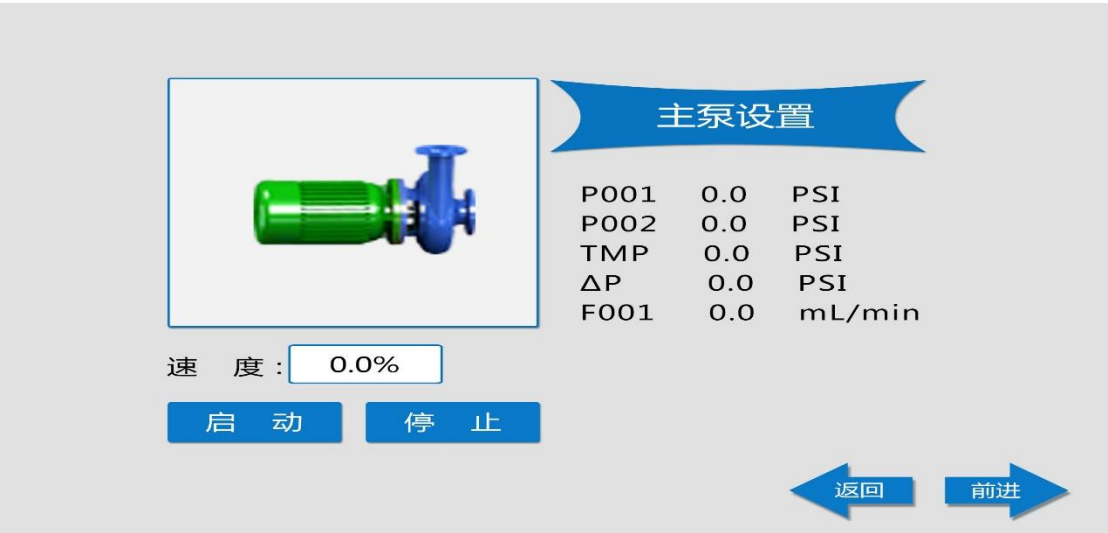 主泵设置
P001 0.0 PSI
P002 0.0 PSI
TMP 0.0 PSI
ΔP 0.0 PSI
F001 0.0 mL/min
速 度: 0.0%
启 动 停 止
返回 前进